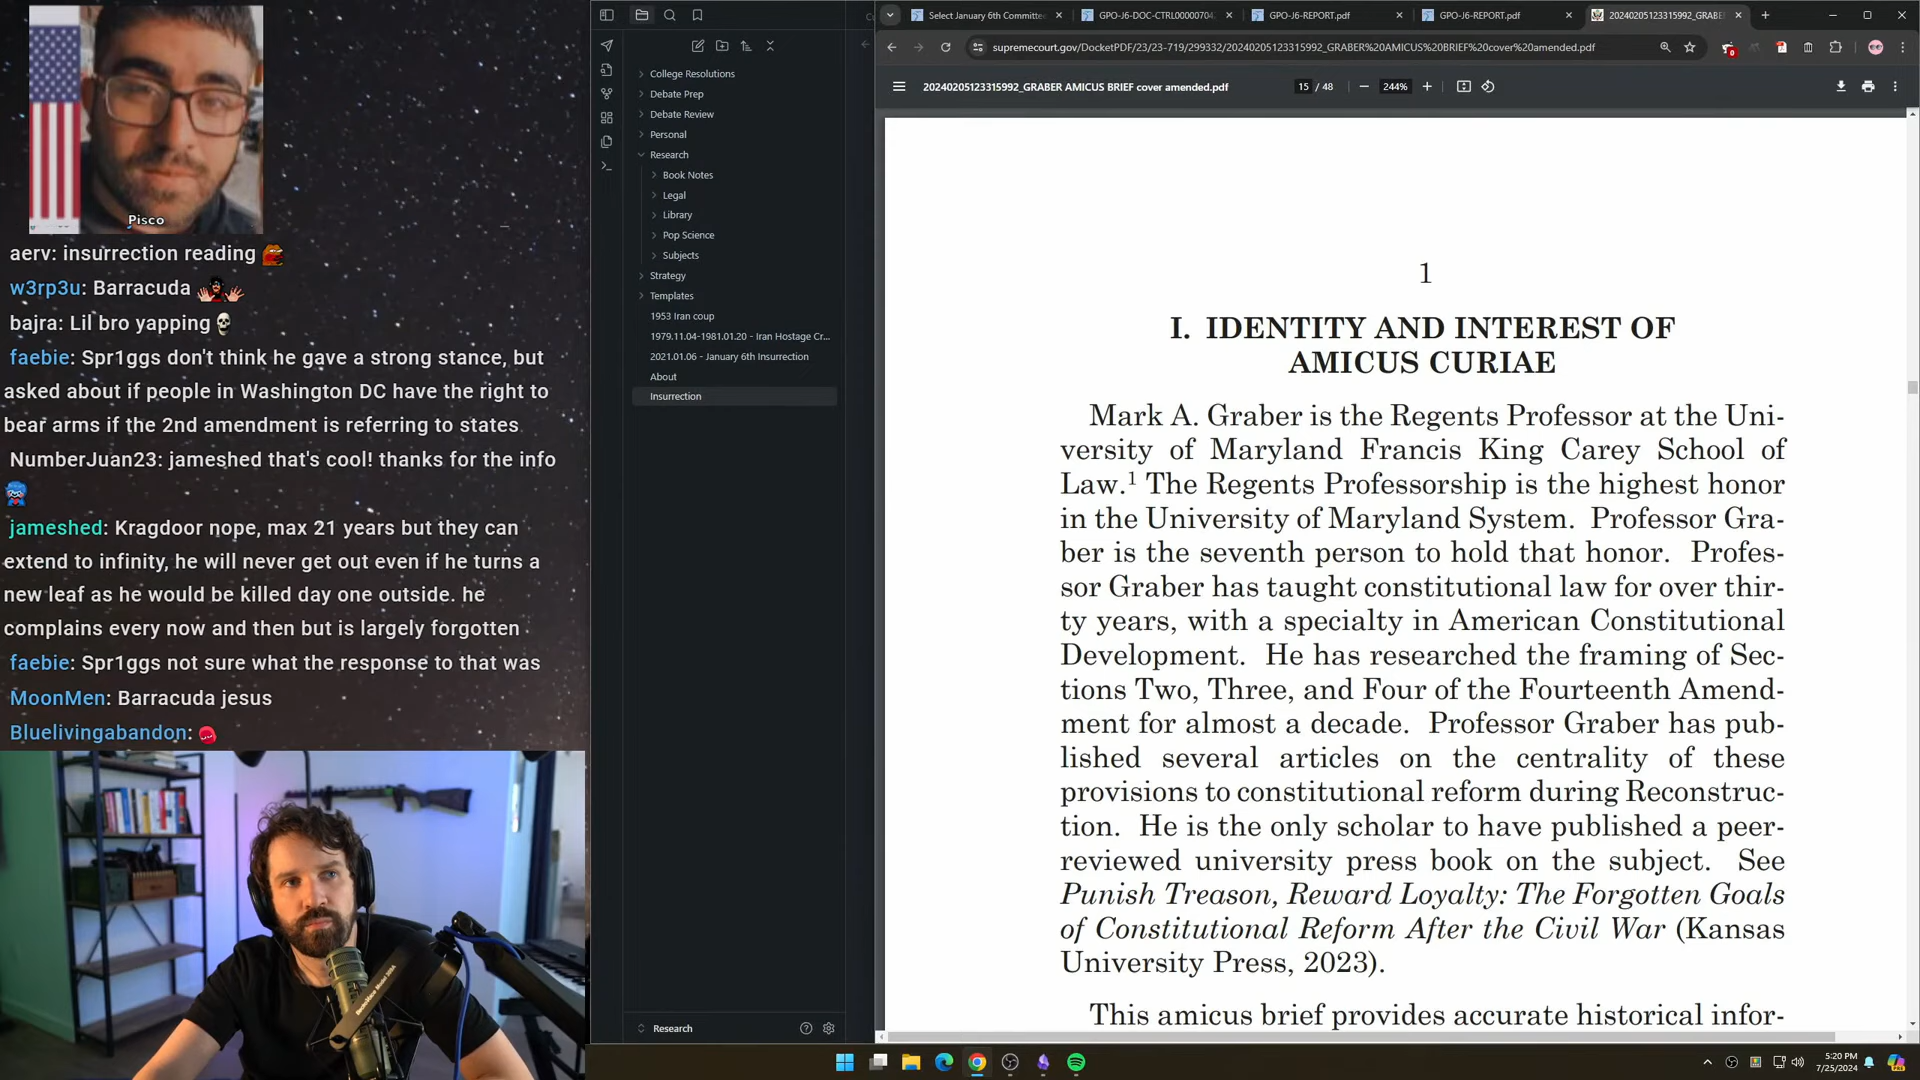 Pisco
aerv: insurrection reading
w3rp3u: Barracuda
bajra: Lil bro yapping
faebie: Spr1ggs don't think he gave a strong stance, but
asked about if people in Washington DC have the right to
bear arms if the 2nd amendment is referring to states
NumberJuan23: jameshed that's cool! thanks for the info
jameshed: Kragdoor nope, max 21 years but they can
extend to infinity, he will never get out even if he turns a
new leaf as he would be killed day one outside. he
complains every now and then but is largely forgotten
faebie: Spr1ggs not sure what the response to that was
MoonMen: Barracuda jesus
Bluelivingabandon:
College Resolutions
Debate Prep
Debate Review
Personal
Research
Book Notes
Legal
Library
Pop Science
Subjects
Strategy
Templates
1953 Iran coup
1979.11.04-1981.01.20 - Iran Hostage Cr...
2021.01.06 - January 6th Insurrection
About
Insurrection
Research
Select January 6th Committe
GPO-J6-DOC-CTRL0000070
GPO-J6-REPORT.pdf
GPO-J6-REPORT.pdf
20240205123315992_GRABER
supremecourt.gov/DocketPDF/23/23-719/299332/20240205123315992_GRABER%20AMICUS%20BRIEF%20cover%20amended.pdf
0
20240205123315992_GRABER AMICUS BRIEF cover amended.pdf
15 / 48
244%
1
I. IDENTITY AND INTEREST OF
AMICUS CURIAE
Mark A. Graber is the Regents Professor at the Uni-
versity of Maryland Francis King Carey School of
Law.1 The Regents Professorship is the highest honor
in the University of Maryland System. Professor Gra-
ber is the seventh person to hold that honor. Profes-
sor Graber has taught constitutional law for over thir-
ty years, with a specialty in American Constitutional
Development. He has researched the framing of Sec-
tions Two, Three, and Four of the Fourteenth Amend-
ment for almost a decade. Professor Graber has pub-
lished several articles on the centrality of these
provisions to constitutional reform during Reconstruc-
tion. He is the only scholar to have published a peer-
reviewed university press book on the subject. See
Punish Treason, Reward Loyalty: The Forgotten Goals
of Constitutional Reform After the Civil War (Kansas
University Press, 2023).
This amicus brief provides accurate historical infor-
5:20 PM
7/25/2024